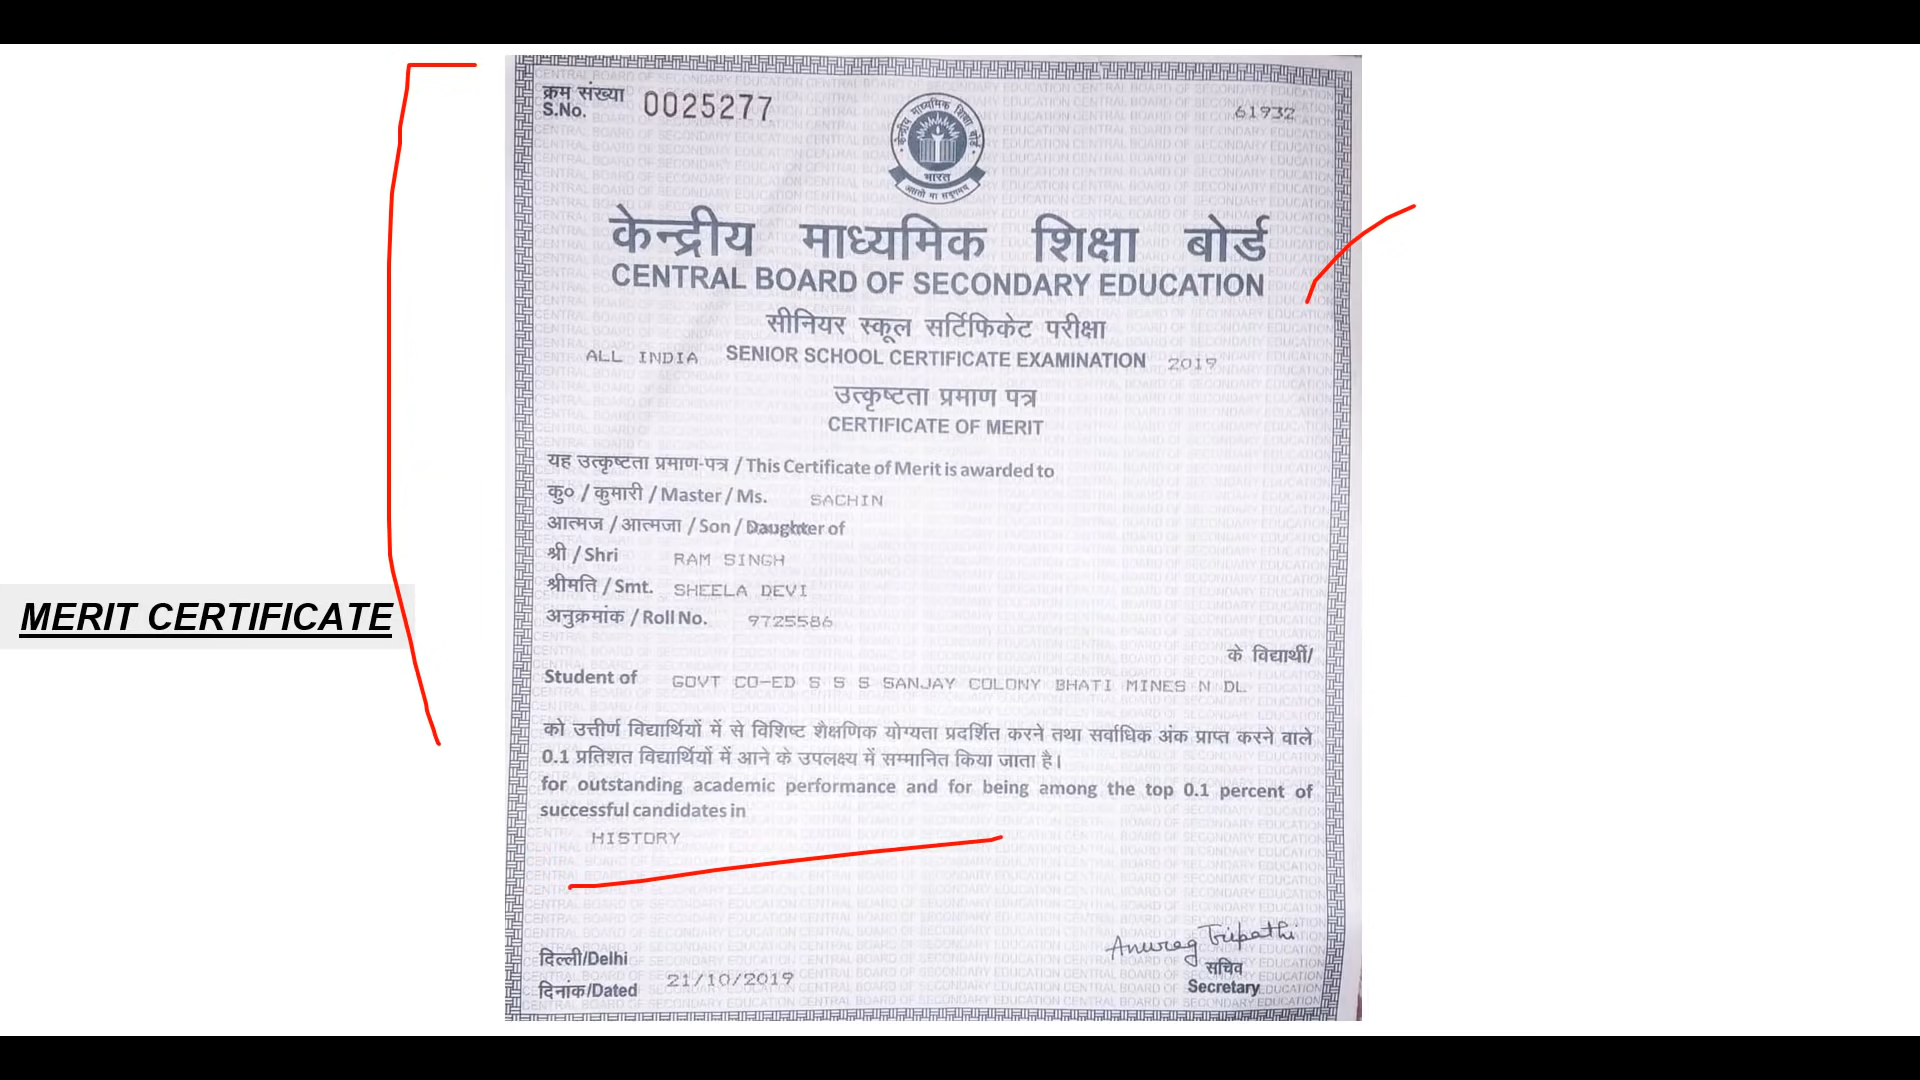 क्रम संख्या
S.No. 0025277
61932
केन्द्रीय माध्यमिक शिक्षा बोर्ड
भारत
असतो मा सद्गमय
केन्द्रीय माध्यमिक शिक्षा बोर्ड
CENTRAL BOARD OF SECONDARY EDUCATION
सीनियर स्कूल सर्टिफिकेट परीक्षा
ALL INDIA SENIOR SCHOOL CERTIFICATE EXAMINATION 2019
उत्कृष्टता प्रमाण पत्र
CERTIFICATE OF MERIT
यह उत्कृष्टता प्रमाण-पत्र / This Certificate of Merit is awarded to
कु० / कुमारी / Master / Ms. SACHIN
आत्मज / आत्मजा / Son / Daughter of
श्री / Shri RAM SINGH
श्रीमति / Smt. SHEELA DEVI
MERIT CERTIFICATE
अनुक्रमांक / Roll No. 9725586
के विद्यार्थी/
Student of GOVT CO-ED S S S SANJAY COLONY BHATI MINES N DL
को उत्तीर्ण विद्यार्थियों में से विशिष्ट शैक्षणिक योग्यता प्रदर्शित करने तथा सर्वाधिक अंक प्राप्त करने वाले
0.1 प्रतिशत विद्यार्थियों में आने के उपलक्ष्य में सम्मानित किया जाता है।
for outstanding academic performance and for being among the top 0.1 percent of
successful candidates in
HISTORY
Anurag Tripathi
दिल्ली/Delhi
सचिव
दिनांक/Dated 21/10/2019
Secretary